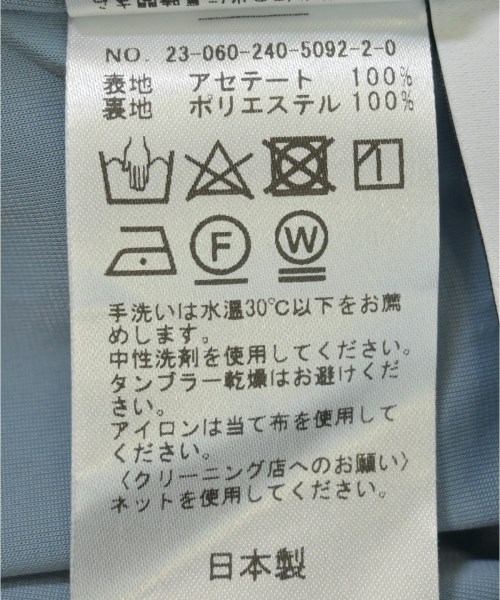 NO. 23-060-240-5092-2-0
表地 アセテート 100%
裏地 ポリエステル 100%
F
W
手洗いは水温30℃以下をお薦
めします。
中性洗剤を使用してください。
タンブラー乾燥はお避けくだ
さい。
アイロンは当て布を使用して
ください。
〈クリーニング店へのお願い〉
ネットを使用してください。
日本製